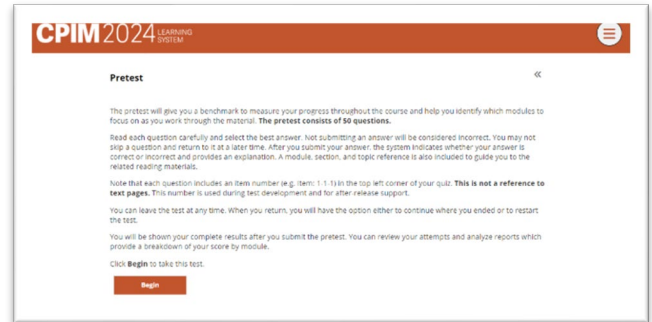 CPIM 2024 LEARNING
SYSTEM
Pretest
The pretest will give you a benchmark to measure your progress throughout the course and help you identify which modules to
focus on as you work through the material. The pretest consists of 50 questions.
Read each question carefully and select the best answer. Not submitting an answer will be considered incorrect. You may not
skip a question and return to it at a later time. After you submit your answer, the system indicates whether your answer is
correct or incorrect and provides an explanation. A module, section, and topic reference is also included to guide you to the
related reading materials.
Note that each question includes an item number (e.g. Item: 1-1-1) in the top left corner of your quiz. This is not a reference to
text pages. This number is used during test development and for after release support.
You can leave the test at any time. When you return, you will have the option either to continue where you ended or to restart
the test.
You will be shown your complete results after you submit the pretest. You can review your attempts and analyze reports which
provide a breakdown of your score by module.
Click Begin to take this test.
Begin